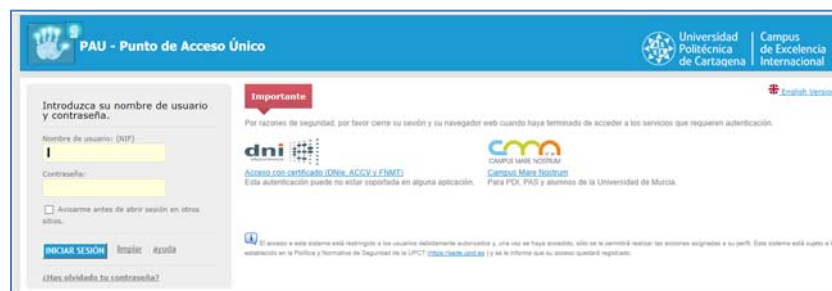 PAU - Punto de Acceso Único
Universidad
Politécnica
de Cartagena
Campus
de Excelencia
Internacional
Introduzca su nombre de usuario
y contraseña.
Nombre de usuario: (NIF)
Contraseña:
Avisarme antes de abrir sesión en otros
sitios.
INICIAR SESIÓN limpiar ayuda
¿Has olvidado tu contraseña?
Importante
English Version
Por razones de seguridad, por favor cierre su sesión y su navegador web cuando haya terminado de acceder a los servicios que requieren autenticación.
dni
Acceso con certificado (DNIe, ACCV y FNMT)
Esta autenticación puede no estar soportada en alguna aplicación.
CAMPUS MARE NOSTRUM
Campus Mare Nostrum
Para PDI, PAS y alumnos de la Universidad de Murcia.
El acceso a este sistema está restringido a los usuarios debidamente autorizados y, una vez se haya accedido, sólo se le permitirá realizar las acciones asignadas a su perfil. Este sistema está sujeto a lo
establecido en la Política y Normativa de Seguridad de la UPCT (https://sede.upct.es) y se le informa que su acceso quedará registrado.